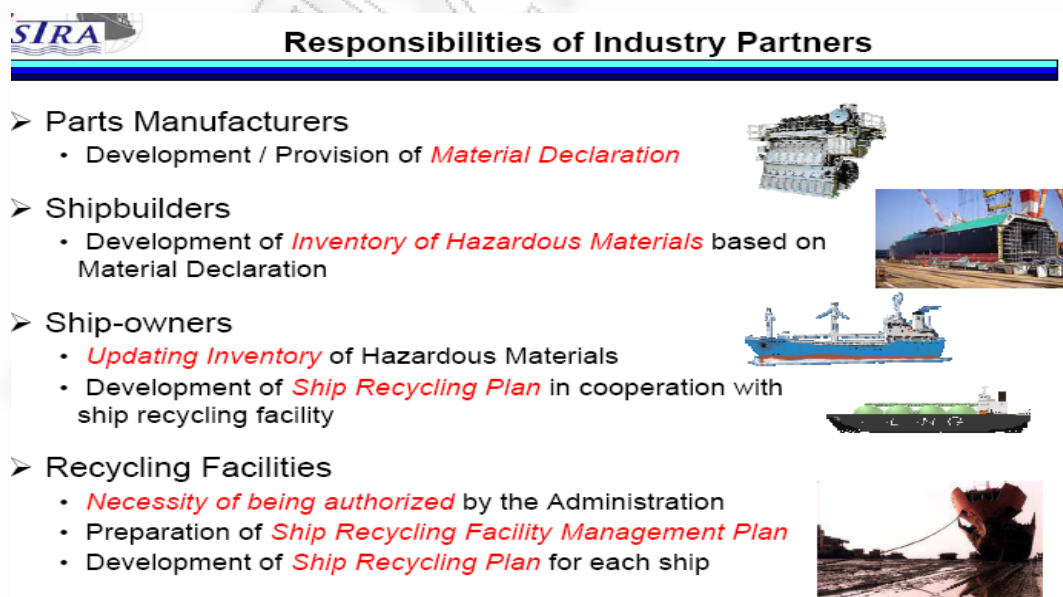 SIRA
Responsibilities of Industry Partners
➢ Parts Manufacturers
• Development / Provision of Material Declaration
➢ Shipbuilders
• Development of Inventory of Hazardous Materials based on
Material Declaration
➢ Ship-owners
• Updating Inventory of Hazardous Materials
• Development of Ship Recycling Plan in cooperation with
ship recycling facility
➢ Recycling Facilities
• Necessity of being authorized by the Administration
• Preparation of Ship Recycling Facility Management Plan
• Development of Ship Recycling Plan for each ship
L N G